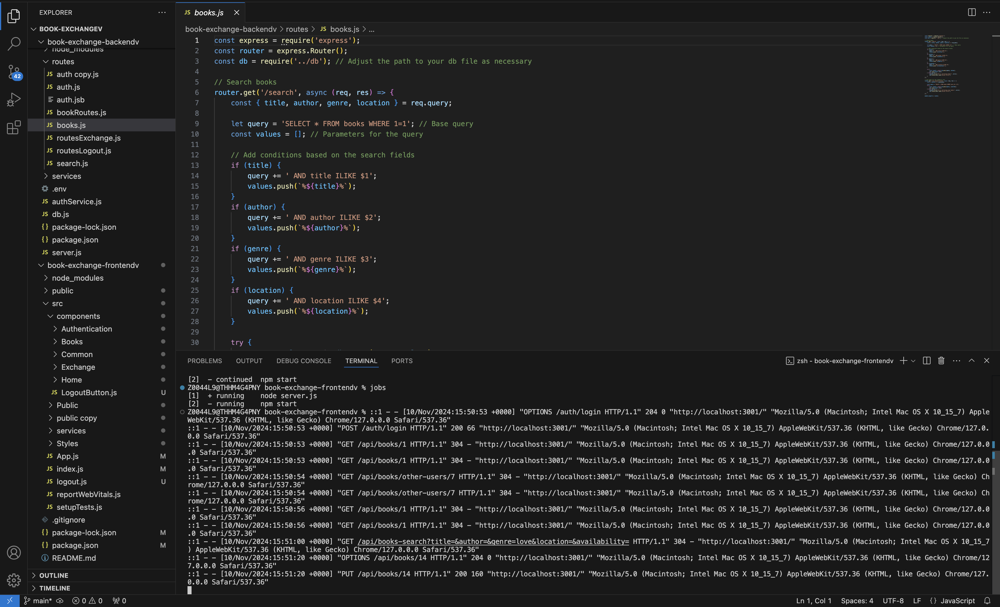 EXPLORER
BOOK-EXCHANGEV
book-exchange-backendv
node_modules
routes
JS auth copy.js
JS auth.js
auth.jsb
JS bookRoutes.js
JS books.js
JS routesExchange.js
JS routesLogout.js
JS search.js
services
.env
JS authService.js
JS db.js
{} package-lock.json
{} package.json
JS server.js
book-exchange-frontendv
node_modules
public
src
components
Authentication
Books
Common
Exchange
Home
JS LogoutButton.js U
Public
public copy
services
Styles
JS App.js M
JS index.js M
JS logout.js U
JS reportWebVitals.js
JS setupTests.js
.gitignore
{} package-lock.json M
{} package.json M
README.md
OUTLINE
TIMELINE
42
JS books.js
book-exchange-backendv > routes > JS books.js > ...
1 const express = require('express');
2 const router = express.Router();
3 const db = require('../db'); // Adjust the path to your db file as necessary
4
5 // Search books
6 router.get('/search', async (req, res) => {
7 const { title, author, genre, location } = req.query;
8
9 let query = 'SELECT * FROM books WHERE 1=1'; // Base query
10 const values = []; // Parameters for the query
11
12 // Add conditions based on the search fields
13 if (title) {
14 query += ' AND title ILIKE $1';
15 values.push(`%${title}%`);
16 }
17 if (author) {
18 query += ' AND author ILIKE $2';
19 values.push(`%${author}%`);
20 }
21 if (genre) {
22 query += ' AND genre ILIKE $3';
23 values.push(`%${genre}%`);
24 }
25 if (location) {
26 query += ' AND location ILIKE $4';
27 values.push(`%${location}%`);
28 }
29
30 try {
PROBLEMS OUTPUT DEBUG CONSOLE TERMINAL PORTS
zsh - book-exchange-frontendv
[2] - continued npm start
Z0044L9@THHM4G4PNY book-exchange-frontendv % jobs
[1] + running node server.js
[2] - running npm start
Z0044L9@THHM4G4PNY book-exchange-frontendv % ::1 - - [10/Nov/2024:15:50:53 +0000] "OPTIONS /auth/login HTTP/1.1" 204 0 "http://localhost:3001/" "Mozilla/5.0 (Macintosh; Intel Mac OS X 10_15_7) Apple
WebKit/537.36 (KHTML, like Gecko) Chrome/127.0.0.0 Safari/537.36"
::1 - - [10/Nov/2024:15:50:53 +0000] "POST /auth/login HTTP/1.1" 200 66 "http://localhost:3001/" "Mozilla/5.0 (Macintosh; Intel Mac OS X 10_15_7) AppleWebKit/537.36 (KHTML, like Gecko) Chrome/127.0.
0.0 Safari/537.36"
::1 - - [10/Nov/2024:15:50:53 +0000] "GET /api/books/1 HTTP/1.1" 304 - "http://localhost:3001/" "Mozilla/5.0 (Macintosh; Intel Mac OS X 10_15_7) AppleWebKit/537.36 (KHTML, like Gecko) Chrome/127.0.0
.0 Safari/537.36"
::1 - - [10/Nov/2024:15:50:53 +0000] "GET /api/books/1 HTTP/1.1" 304 - "http://localhost:3001/" "Mozilla/5.0 (Macintosh; Intel Mac OS X 10_15_7) AppleWebKit/537.36 (KHTML, like Gecko) Chrome/127.0.0
.0 Safari/537.36"
::1 - - [10/Nov/2024:15:50:54 +0000] "GET /api/books/other-users/7 HTTP/1.1" 304 - "http://localhost:3001/" "Mozilla/5.0 (Macintosh; Intel Mac OS X 10_15_7) AppleWebKit/537.36 (KHTML, like Gecko) Ch
rome/127.0.0.0 Safari/537.36"
::1 - - [10/Nov/2024:15:50:54 +0000] "GET /api/books/other-users/7 HTTP/1.1" 304 - "http://localhost:3001/" "Mozilla/5.0 (Macintosh; Intel Mac OS X 10_15_7) AppleWebKit/537.36 (KHTML, like Gecko) Ch
rome/127.0.0.0 Safari/537.36"
::1 - - [10/Nov/2024:15:50:56 +0000] "GET /api/books/1 HTTP/1.1" 304 - "http://localhost:3001/" "Mozilla/5.0 (Macintosh; Intel Mac OS X 10_15_7) AppleWebKit/537.36 (KHTML, like Gecko) Chrome/127.0.0
.0 Safari/537.36"
::1 - - [10/Nov/2024:15:50:56 +0000] "GET /api/books/1 HTTP/1.1" 304 - "http://localhost:3001/" "Mozilla/5.0 (Macintosh; Intel Mac OS X 10_15_7) AppleWebKit/537.36 (KHTML, like Gecko) Chrome/127.0.0
.0 Safari/537.36"
::1 - - [10/Nov/2024:15:51:00 +0000] "GET /api/books-search?title=&author=&genre=love&location=&availability= HTTP/1.1" 304 - "http://localhost:3001/" "Mozilla/5.0 (Macintosh; Intel Mac OS X 10_15_7
) AppleWebKit/537.36 (KHTML, like Gecko) Chrome/127.0.0.0 Safari/537.36"
::1 - - [10/Nov/2024:15:51:20 +0000] "OPTIONS /api/books/14 HTTP/1.1" 204 0 "http://localhost:3001/" "Mozilla/5.0 (Macintosh; Intel Mac OS X 10_15_7) AppleWebKit/537.36 (KHTML, like Gecko) Chrome/12
7.0.0.0 Safari/537.36"
::1 - - [10/Nov/2024:15:51:20 +0000] "PUT /api/books/14 HTTP/1.1" 200 160 "http://localhost:3001/" "Mozilla/5.0 (Macintosh; Intel Mac OS X 10_15_7) AppleWebKit/537.36 (KHTML, like Gecko) Chrome/127.
0.0.0 Safari/537.36"
main* 0 0 0 Ln 1, Col 1 Spaces: 4 UTF-8 LF {} JavaScript